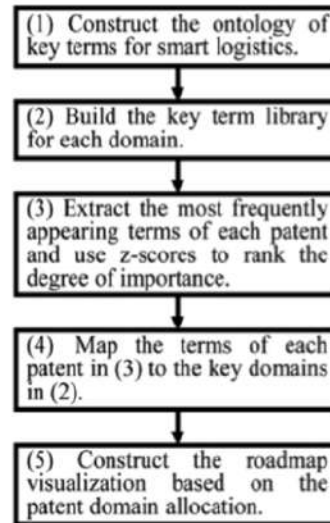 (1) Construct the ontology of
key terms for smart logistics.
(2) Build the key term library
for each domain.
(3) Extract the most frequently
appearing terms of each patent
and use z-scores to rank the
degree of importance.
(4) Map the terms of each
patent in (3) to the key domains
in (2).
(5) Construct the roadmap
visualization based on the
patent domain allocation.